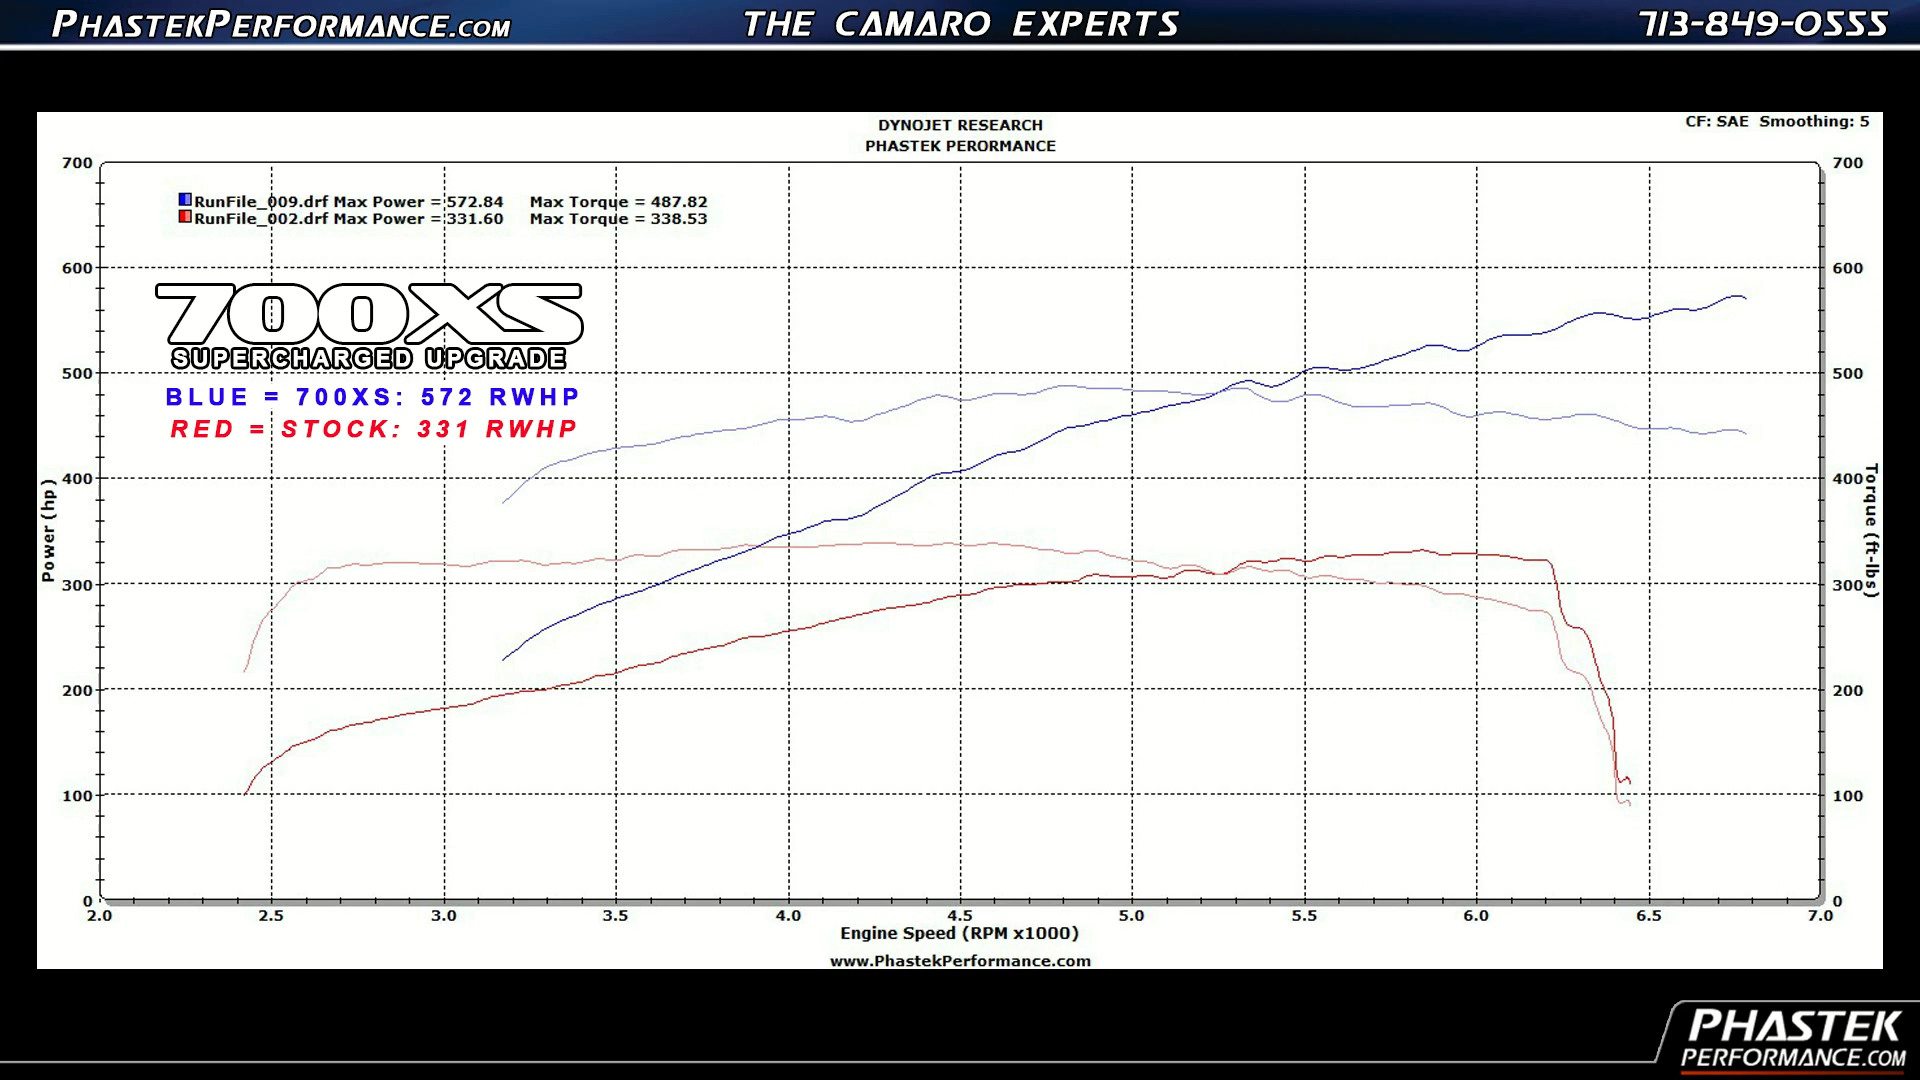 PHASTEKPERFORMANCE.COM THE CAMARO EXPERTS 713-849-0555
DYNOJET RESEARCH
PHASTEK PERORMANCE
CF: SAE Smoothing: 5
RunFile_009.drf Max Power = 572.84 Max Torque = 487.82
RunFile_002.drf Max Power = 331.60 Max Torque = 338.53
700XS
SUPERCHARGED UPGRADE
BLUE = 700XS: 572 RWHP
RED = STOCK: 331 RWHP
Power (hp)
700
600
500
400
300
200
100
0
Torque (ft-lbs)
700
600
500
400
300
200
100
0
2.0 2.5 3.0 3.5 4.0 4.5 5.0 5.5 6.0 6.5 7.0
Engine Speed (RPM x1000)
www.PhastekPerformance.com
PHASTEK
PERFORMANCE.COM